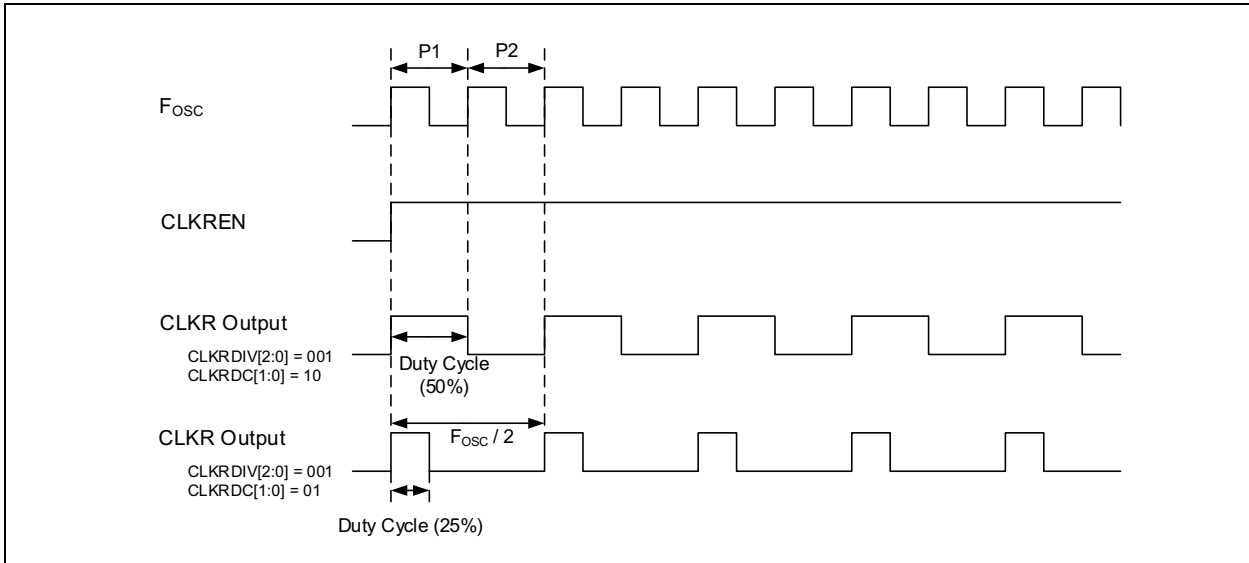 P1
P2
FOSC
CLKREN
CLKR Output
CLKRDIV[2:0] = 001
CLKRDC[1:0] = 10
Duty Cycle
(50%)
FOSC / 2
CLKR Output
CLKRDIV[2:0] = 001
CLKRDC[1:0] = 01
Duty Cycle (25%)